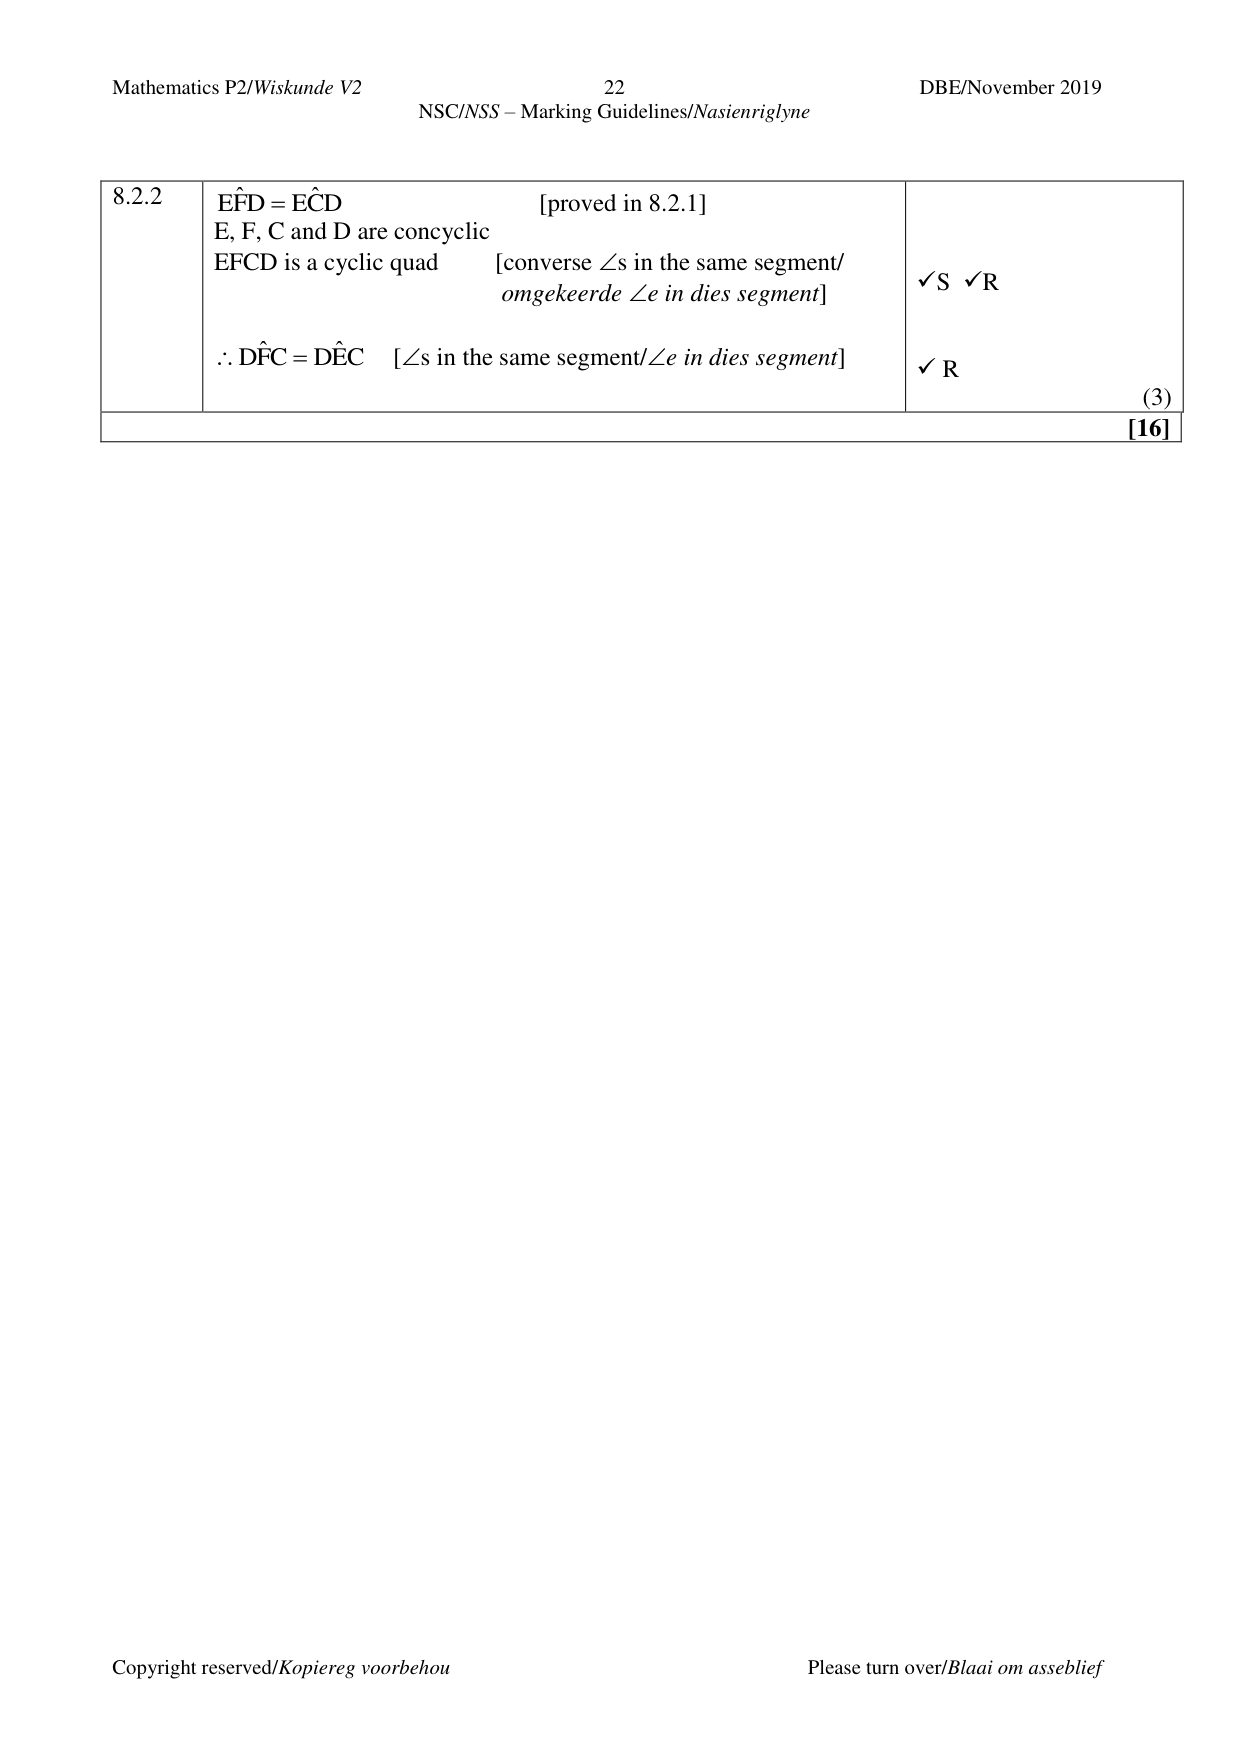 Mathematics P2/Wiskunde V2 22 DBE/November 2019
NSC/NSS – Marking Guidelines/Nasienriglyne
8.2.2 EF̂D = EĈD [proved in 8.2.1]
E, F, C and D are concyclic
EFCD is a cyclic quad [converse ∠s in the same segment/
omgekeerde ∠e in dies segment]
✓S ✓R
∴ DF̂C = DÊC [∠s in the same segment/∠e in dies segment]
✓ R
(3)
[16]
Copyright reserved/Kopiereg voorbehou Please turn over/Blaai om asseblief